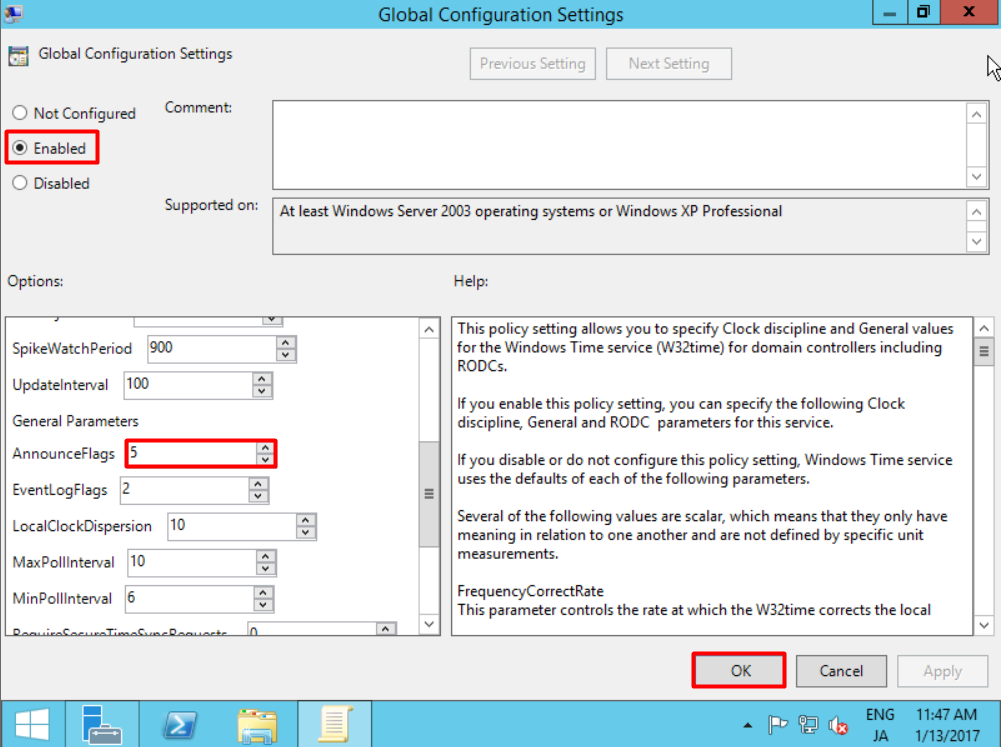 Global Configuration Settings
Global Configuration Settings
Previous Setting
Next Setting
Not Configured
Comment:
Enabled
Disabled
Supported on:
At least Windows Server 2003 operating systems or Windows XP Professional
Options:
Help:
SpikeWatchPeriod 900
UpdateInterval 100
General Parameters
AnnounceFlags 5
EventLogFlags 2
LocalClockDispersion 10
MaxPollInterval 10
MinPollInterval 6
RequireSecureTimeSyncRequests 0
This policy setting allows you to specify Clock discipline and General values
for the Windows Time service (W32time) for domain controllers including
RODCs.
If you enable this policy setting, you can specify the following Clock
discipline, General and RODC parameters for this service.
If you disable or do not configure this policy setting, Windows Time service
uses the defaults of each of the following parameters.
Several of the following values are scalar, which means that they only have
meaning in relation to one another and are not defined by specific unit
measurements.
FrequencyCorrectRate
This parameter controls the rate at which the W32time corrects the local
OK
Cancel
Apply
ENG
JA
11:47 AM
1/13/2017